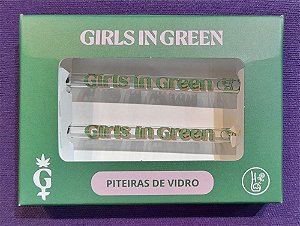 GIRLS IN GREEN
Girls in Green
Girls in Green
G
PITEIRAS DE VIDRO